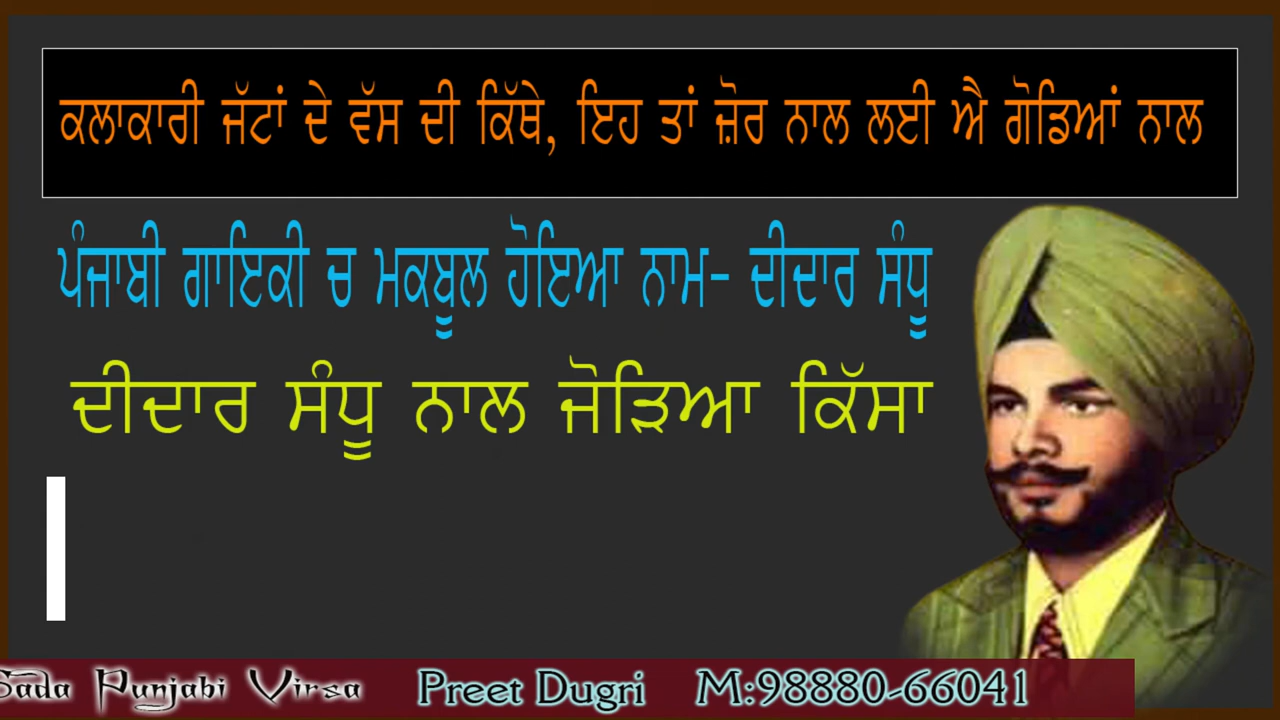 ਕਲਾਕਾਰੀ ਜੱਟਾਂ ਦੇ ਵੱਸ ਦੀ ਕਿੱਥੇ, ਇਹ ਤਾਂ ਜ਼ੋਰ ਨਾਲ ਲਈ ਐ ਗੋਡਿਆਂ ਨਾਲ
ਪੰਜਾਬੀ ਗਾਇਕੀ ਚ ਮਕਬੂਲ ਹੋਇਆ ਨਾਮ- ਦੀਦਾਰ ਸੰਧੂ
ਦੀਦਾਰ ਸੰਧੂ ਨਾਲ ਜੋੜਿਆ ਕਿੱਸਾ
Sada Punjabi Virsa Preet Dugri M:98880-66041